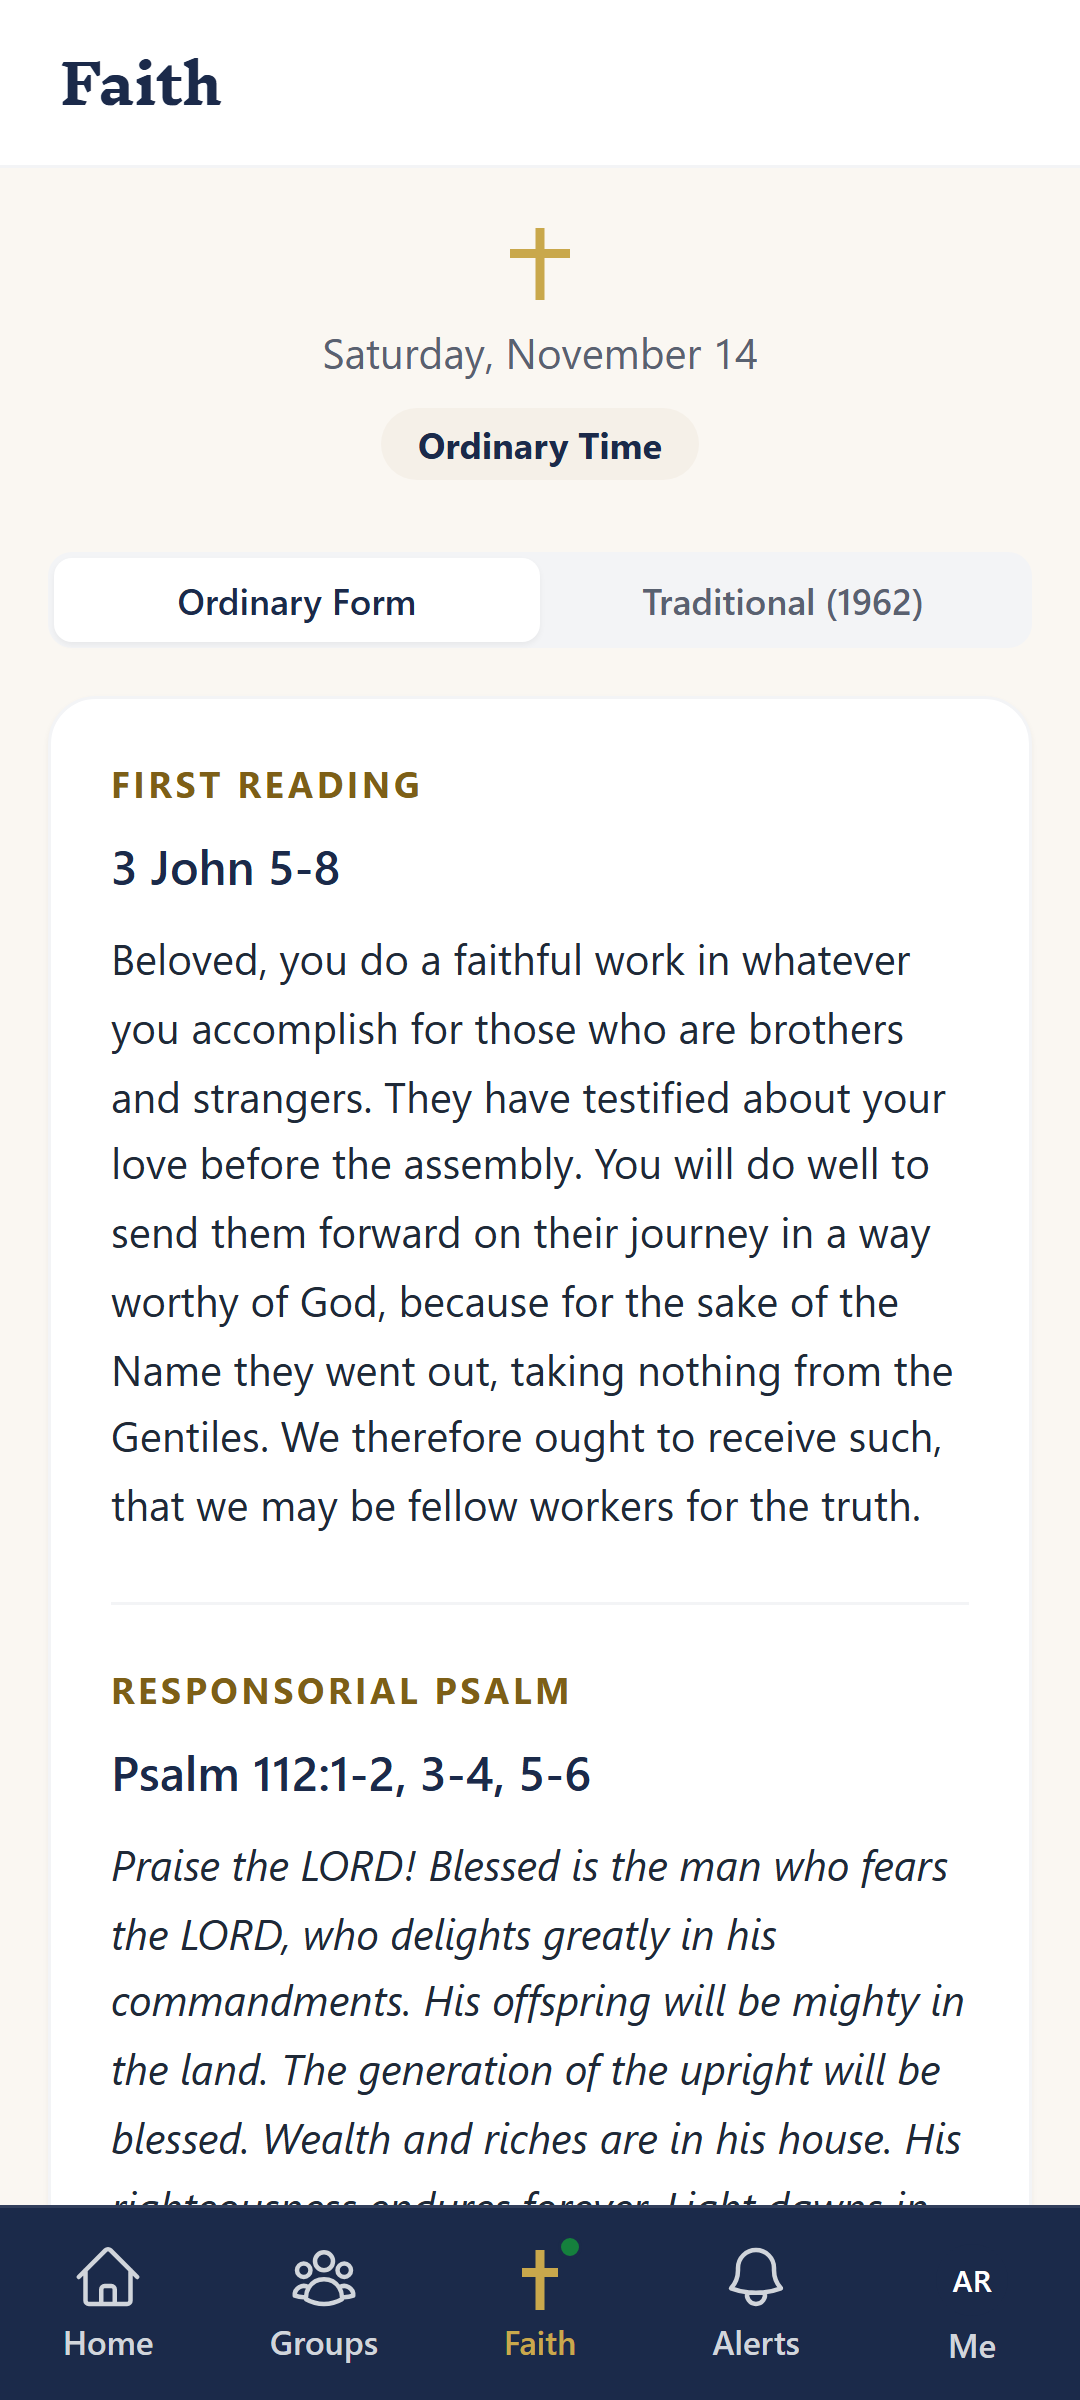 Faith
Saturday, November 14
Ordinary Time
Ordinary Form
Traditional (1962)
FIRST READING
3 John 5-8
Beloved, you do a faithful work in whatever
you accomplish for those who are brothers
and strangers. They have testified about your
love before the assembly. You will do well to
send them forward on their journey in a way
worthy of God, because for the sake of the
Name they went out, taking nothing from the
Gentiles. We therefore ought to receive such,
that we may be fellow workers for the truth.
RESPONSORIAL PSALM
Psalm 112:1-2, 3-4, 5-6
Praise the LORD! Blessed is the man who fears
the LORD, who delights greatly in his
commandments. His offspring will be mighty in
the land. The generation of the upright will be
blessed. Wealth and riches are in his house. His
righteousness endures forever. Light dawns in
Home
Groups
Faith
Alerts
AR
Me